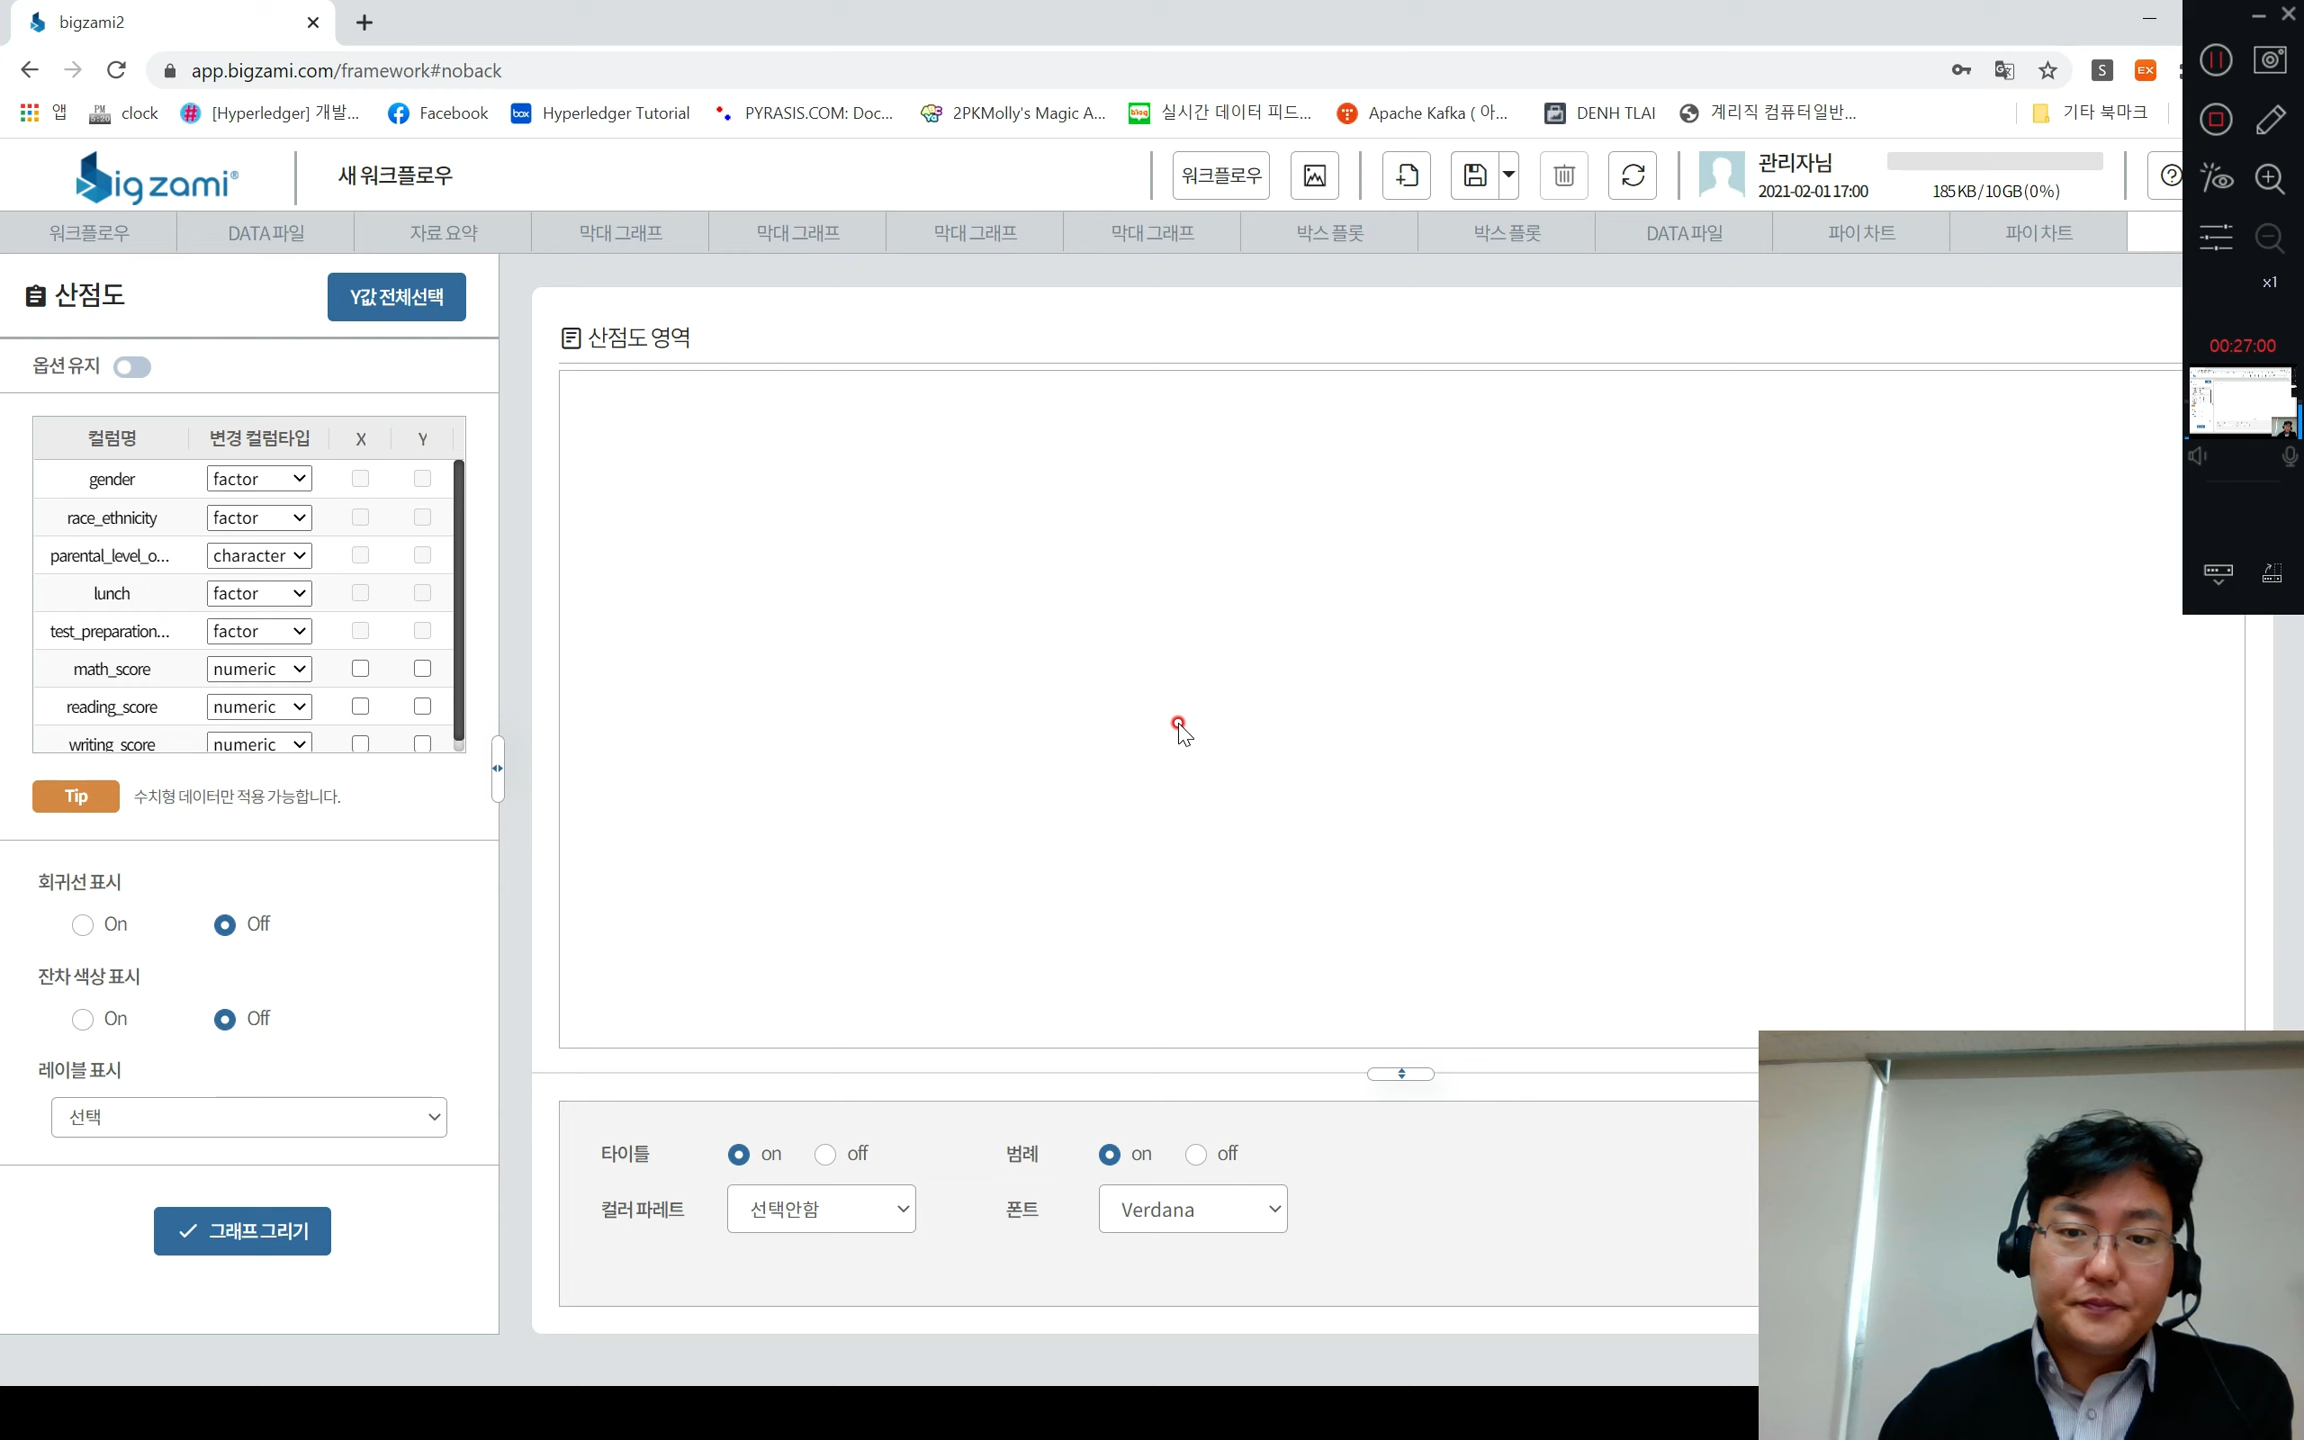 bigzami2
app.bigzami.com/framework#noback
앱 clock [Hyperledger] 개발... Facebook Hyperledger Tutorial PYRASIS.COM: Doc... 2PKMolly's Magic A... 실시간 데이터 피드... Apache Kafka ( 아... DENH TLAI 계리직 컴퓨터일반... 기타 북마크
big zami® 새 워크플로우 워크플로우 관리자님
2021-02-01 17:00 185 KB / 10 GB (0%)
워크플로우 DATA 파일 자료 요약 막대 그래프 막대 그래프 막대 그래프 막대 그래프 박스 플롯 박스 플롯 DATA 파일 파이 차트 파이 차트
산점도 Y값 전체선택
옵션 유지
컬럼명 변경 컬럼타입 X Y
gender factor
race_ethnicity factor
parental_level_o... character
lunch factor
test_preparation... factor
math_score numeric
reading_score numeric
writing_score numeric
Tip 수치형 데이터만 적용 가능합니다.
회귀선 표시
On Off
잔차 색상 표시
On Off
레이블 표시
선택
그래프 그리기
산점도 영역
타이틀 on off 범례 on off
컬러 파레트 선택안함 폰트 Verdana
S EX
x1
00:27:00